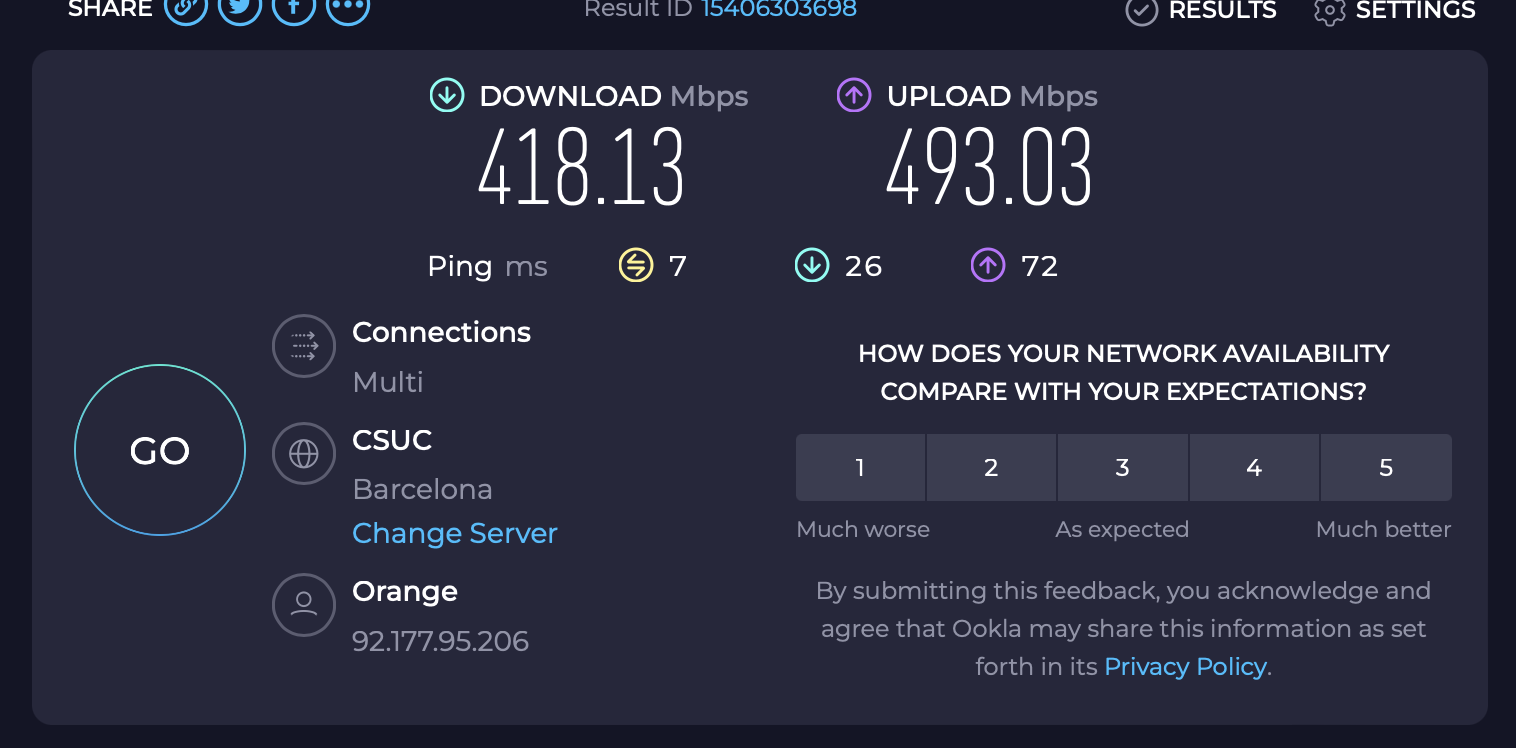 SHARE
Result ID 15406303698
RESULTS
SETTINGS
DOWNLOAD Mbps
418.13
UPLOAD Mbps
493.03
Ping ms 7 26 72
GO
Connections
Multi
CSUC
Barcelona
Change Server
Orange
92.177.95.206
HOW DOES YOUR NETWORK AVAILABILITY
COMPARE WITH YOUR EXPECTATIONS?
1 2 3 4 5
Much worse As expected Much better
By submitting this feedback, you acknowledge and
agree that Ookla may share this information as set
forth in its Privacy Policy.